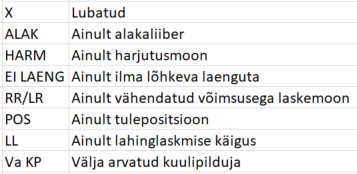 X Lubatud
ALAK Ainult alakaliiber
HARM Ainult harjutusmoon
EI LAENG Ainult ilma lõhkeva laenguta
RR/LR Ainult vähendatud võimsusega laskemoon
POS Ainult tulepositsioon
LL Ainult lahinglaskmise käigus
Va KP Välja arvatud kuulipilduja